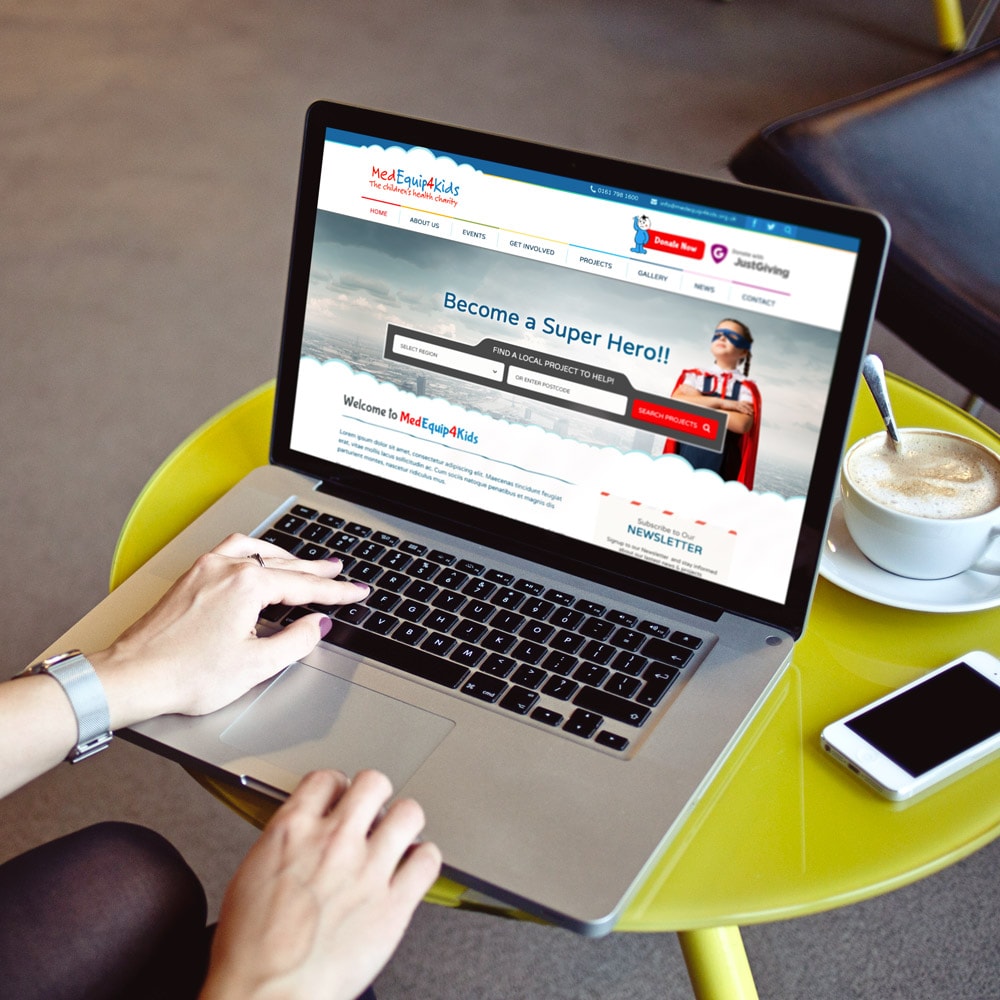 0161 798 1600
info@medequip4kids.org.uk
MedEquip4Kids
The children's health charity
Donate Now
Donate with
JustGiving
HOME
ABOUT US
EVENTS
GET INVOLVED
PROJECTS
GALLERY
NEWS
CONTACT
Become a Super Hero!!
FIND A LOCAL PROJECT TO HELP!
SELECT REGION
OR ENTER POSTCODE
SEARCH PROJECTS
Welcome to MedEquip4Kids
Lorem ipsum dolor sit amet, consectetur adipiscing elit. Maecenas tincidunt feugiat
erat, vitae mollis lacus sollicitudin ac. Cum sociis natoque penatibus et magnis dis
parturient montes, nascetur ridiculus mus.
Subscribe to Our
NEWSLETTER
Signup to our Newsletter and stay informed
about our lastest news & projects